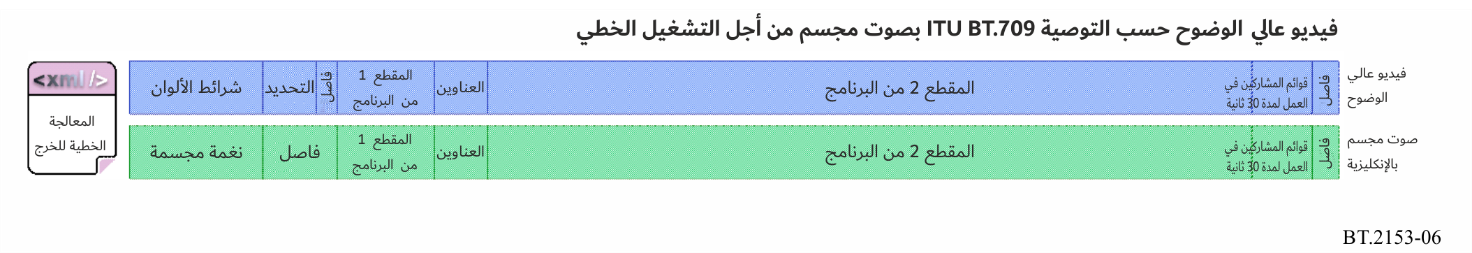 فيديو عالي الوضوح حسب التوصية ITU BT.709 بصوت مجسم من أجل التشغيل الخطي
<xml/>
المعالجة
الخطية للخرج
شرائط الألوان
التحديد
فاصل
المقطع 1
من البرنامج
العناوين
المقطع 2 من البرنامج
قوائم المشاركين في
العمل لمدة 30 ثانية
فاصل
فيديو عالي
الوضوح
نغمة مجسمة
فاصل
المقطع 1
من البرنامج
العناوين
المقطع 2 من البرنامج
قوائم المشاركين في
العمل لمدة 30 ثانية
فاصل
صوت مجسم
بالإنكليزية
BT.2153-06